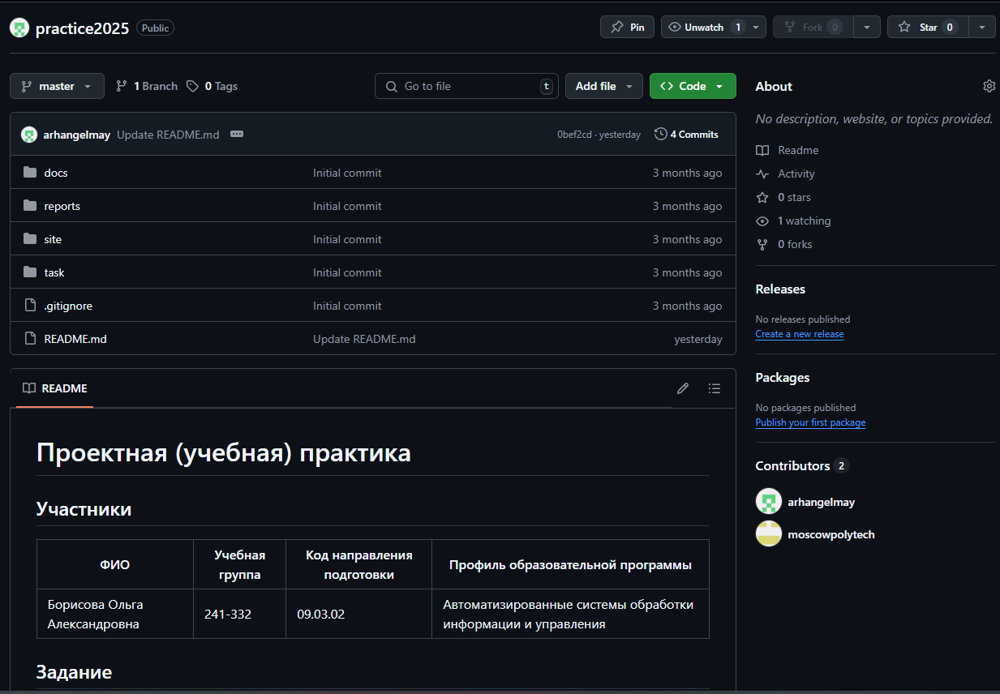 practice2025 Public Pin Unwatch 1 Fork 0 Star 0
master 1 Branch 0 Tags Go to file t Add file Code
arhangelmay Update README.md 0bef2cd · yesterday 4 Commits
docs Initial commit 3 months ago
reports Initial commit 3 months ago
site Initial commit 3 months ago
task Initial commit 3 months ago
.gitignore Initial commit 3 months ago
README.md Update README.md yesterday
README
Проектная (учебная) практика
Участники
ФИО
Учебная
группа
Код направления
подготовки
Профиль образовательной программы
Борисова Ольга
Александровна
241-332
09.03.02
Автоматизированные системы обработки
информации и управления
Задание
About
No description, website, or topics provided.
Readme
Activity
0 stars
1 watching
0 forks
Releases
No releases published
Create a new release
Packages
No packages published
Publish your first package
Contributors 2
arhangelmay
moscowpolytech